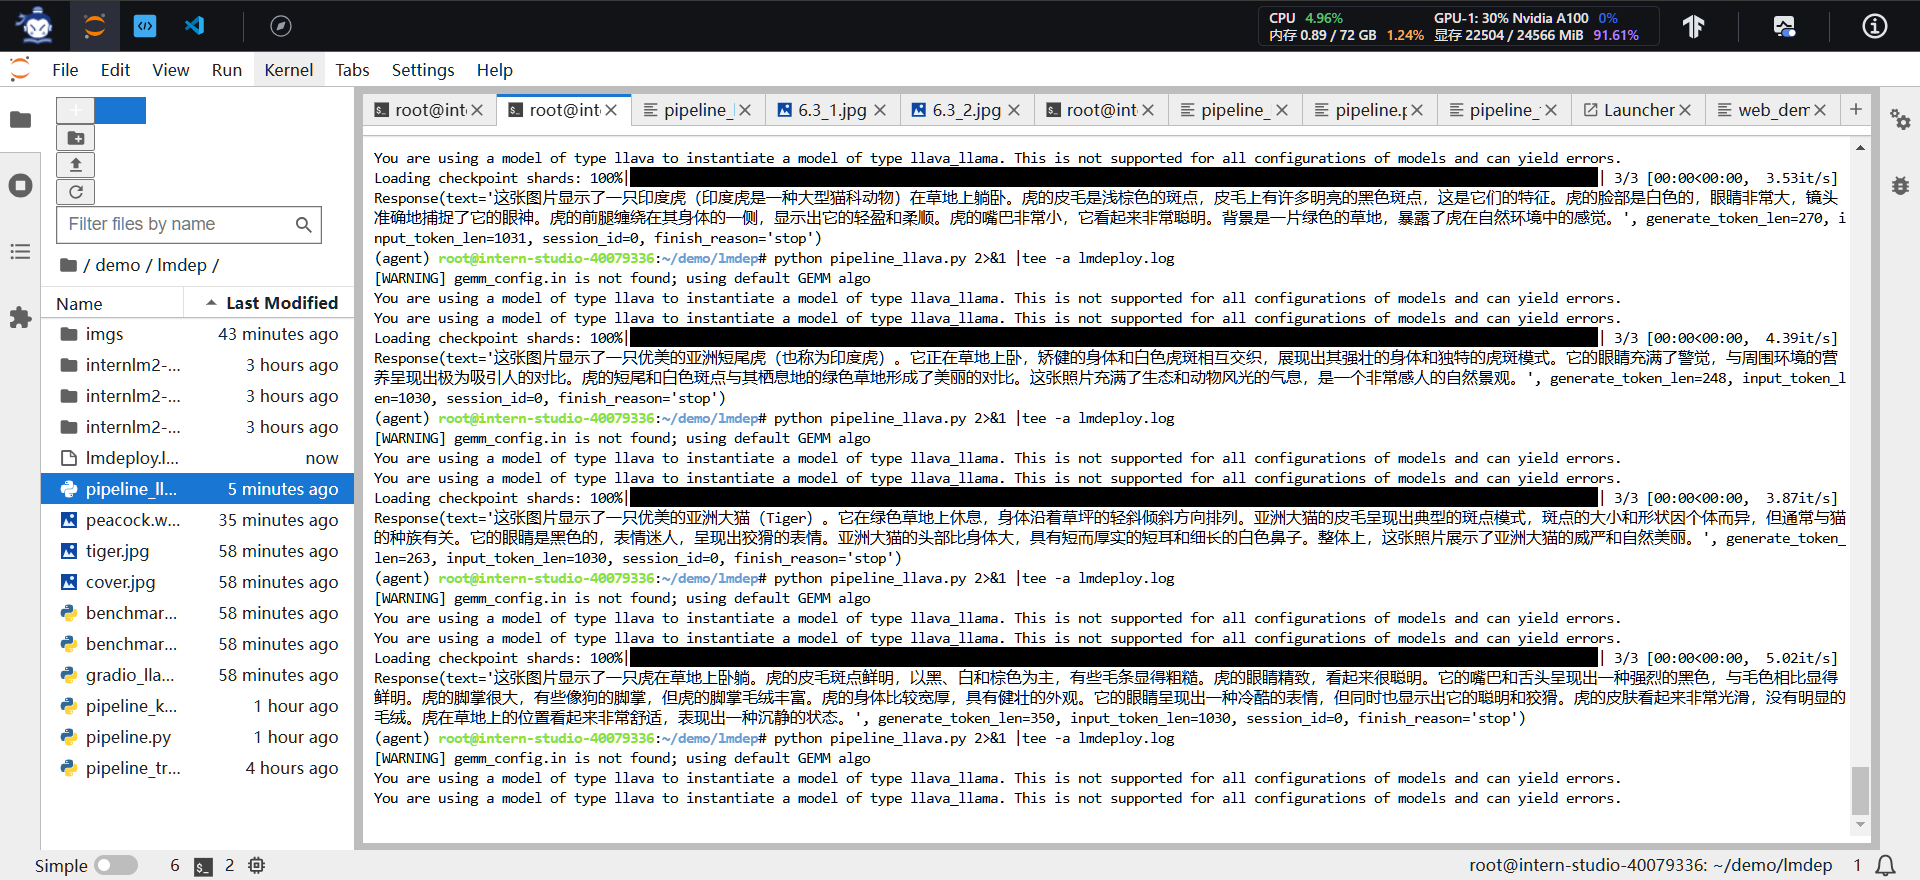 CPU 4.96% GPU-1: 30% Nvidia A100 0%
内存 0.89 / 72 GB 1.24% 显存 22504 / 24566 MiB 91.61%
File Edit View Run Kernel Tabs Settings Help
root@int root@int pipeline_ 6.3_1.jpg 6.3_2.jpg root@int pipeline_ pipeline.p pipeline_ Launcher web_dem
Filter files by name
/ demo / lmdep /
Name Last Modified
imgs 43 minutes ago
internlm2-... 3 hours ago
internlm2-... 3 hours ago
internlm2-... 3 hours ago
lmdeploy.l... now
pipeline_ll... 5 minutes ago
peacock.w... 35 minutes ago
tiger.jpg 58 minutes ago
cover.jpg 58 minutes ago
benchmar... 58 minutes ago
benchmar... 58 minutes ago
gradio_lla... 58 minutes ago
pipeline_k... 1 hour ago
pipeline.py 1 hour ago
pipeline_tr... 4 hours ago
You are using a model of type llava to instantiate a model of type llava_llama. This is not supported for all configurations of models and can yield errors.
Loading checkpoint shards: 100%| | 3/3 [00:00<00:00, 3.53it/s]
Response(text='这张图片显示了一只印度虎（印度虎是一种大型猫科动物）在草地上躺卧。虎的皮毛是浅棕色的斑点，皮毛上有许多明亮的黑色斑点，这是它们的特征。虎的脸部是白色的，眼睛非常大，镜头
准确地捕捉了它的眼神。虎的前腿缠绕在其身体的一侧，显示出它的轻盈和柔顺。虎的嘴巴非常小，它看起来非常聪明。背景是一片绿色的草地，暴露了虎在自然环境中的感觉。', generate_token_len=270, i
nput_token_len=1031, session_id=0, finish_reason='stop')
(agent) root@intern-studio-40079336:~/demo/lmdep# python pipeline_llava.py 2>&1 |tee -a lmdeploy.log
[WARNING] gemm_config.in is not found; using default GEMM algo
You are using a model of type llava to instantiate a model of type llava_llama. This is not supported for all configurations of models and can yield errors.
You are using a model of type llava to instantiate a model of type llava_llama. This is not supported for all configurations of models and can yield errors.
Loading checkpoint shards: 100%| | 3/3 [00:00<00:00, 4.39it/s]
Response(text='这张图片显示了一只优美的亚洲短尾虎（也称为印度虎）。它正在草地上卧，矫健的身体和白色虎斑相互交织，展现出其强壮的身体和独特的虎斑模式。它的眼睛充满了警觉，与周围环境的营
养呈现出极为吸引人的对比。虎的短尾和白色斑点与其栖息地的绿色草地形成了美丽的对比。这张照片充满了生态和动物风光的气息，是一个非常感人的自然景观。', generate_token_len=248, input_token_l
en=1030, session_id=0, finish_reason='stop')
(agent) root@intern-studio-40079336:~/demo/lmdep# python pipeline_llava.py 2>&1 |tee -a lmdeploy.log
[WARNING] gemm_config.in is not found; using default GEMM algo
You are using a model of type llava to instantiate a model of type llava_llama. This is not supported for all configurations of models and can yield errors.
You are using a model of type llava to instantiate a model of type llava_llama. This is not supported for all configurations of models and can yield errors.
Loading checkpoint shards: 100%| | 3/3 [00:00<00:00, 3.87it/s]
Response(text='这张图片显示了一只优美的亚洲大猫（Tiger）。它在绿色草地上休息，身体沿着草坪的轻斜倾斜方向排列。亚洲大猫的皮毛呈现出典型的斑点模式，斑点的大小和形状因个体而异，但通常与猫
的种族有关。它的眼睛是黑色的，表情迷人，呈现出狡猾的表情。亚洲大猫的头部比身体大，具有短而厚实的短耳和细长的白色鼻子。整体上，这张照片展示了亚洲大猫的威严和自然美丽。', generate_token_
len=263, input_token_len=1030, session_id=0, finish_reason='stop')
(agent) root@intern-studio-40079336:~/demo/lmdep# python pipeline_llava.py 2>&1 |tee -a lmdeploy.log
[WARNING] gemm_config.in is not found; using default GEMM algo
You are using a model of type llava to instantiate a model of type llava_llama. This is not supported for all configurations of models and can yield errors.
You are using a model of type llava to instantiate a model of type llava_llama. This is not supported for all configurations of models and can yield errors.
Loading checkpoint shards: 100%| | 3/3 [00:00<00:00, 5.02it/s]
Response(text='这张图片显示了一只虎在草地上卧躺。虎的皮毛斑点鲜明，以黑、白和棕色为主，有些毛条显得粗糙。虎的眼睛精致，看起来很聪明。它的嘴巴和舌头呈现出一种强烈的黑色，与毛色相比显得
鲜明。虎的脚掌很大，有些像狗的脚掌，但虎的脚掌毛绒丰富。虎的身体比较宽厚，具有健壮的外观。它的眼睛呈现出一种冷酷的表情，但同时也显示出它的聪明和狡猾。虎的皮肤看起来非常光滑，没有明显的
毛绒。虎在草地上的位置看起来非常舒适，表现出一种沉静的状态。', generate_token_len=350, input_token_len=1030, session_id=0, finish_reason='stop')
(agent) root@intern-studio-40079336:~/demo/lmdep# python pipeline_llava.py 2>&1 |tee -a lmdeploy.log
[WARNING] gemm_config.in is not found; using default GEMM algo
You are using a model of type llava to instantiate a model of type llava_llama. This is not supported for all configurations of models and can yield errors.
You are using a model of type llava to instantiate a model of type llava_llama. This is not supported for all configurations of models and can yield errors.
Simple 6 2 root@intern-studio-40079336: ~/demo/lmdep 1